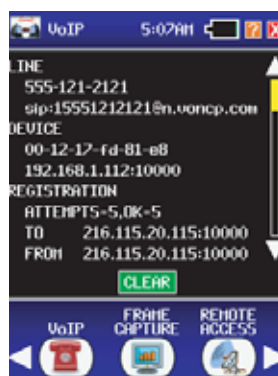 VoIP 5:07AM ?
LINE
555-121-2121
sip:15551212121@n.voncp.com
DEVICE
00-12-17-fd-81-e8
192.168.1.112:10000
REGISTRATION
ATTEMPTS=5,OK=5
TO 216.115.20.115:10000
FROM 216.115.20.115:10000
CLEAR
VoIP
FRAME CAPTURE
REMOTE ACCESS